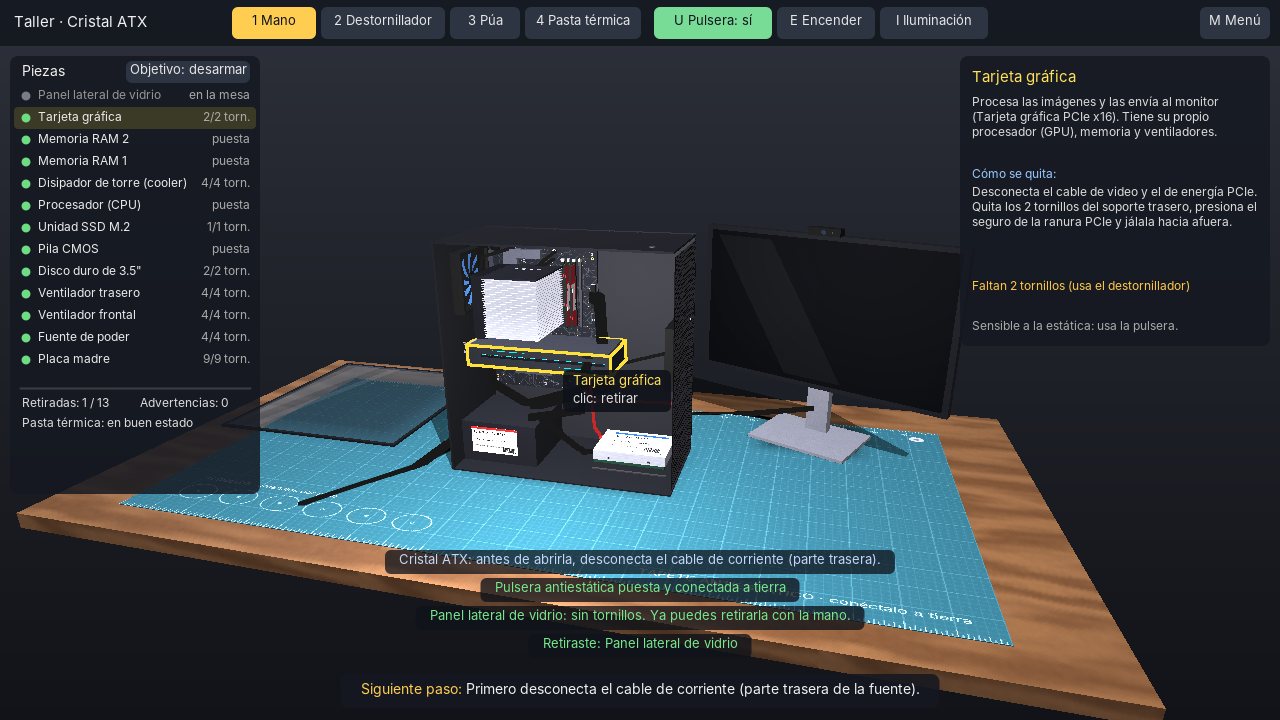 Taller · Cristal ATX
1 Mano
2 Destornillador
3 Púa
4 Pasta térmica
U Pulsera: sí
E Encender
I Iluminación
M Menú
Piezas
Objetivo: desarmar
Panel lateral de vidrio en la mesa
Tarjeta gráfica 2/2 torn.
Memoria RAM 2 puesta
Memoria RAM 1 puesta
Disipador de torre (cooler) 4/4 torn.
Procesador (CPU) puesta
Unidad SSD M.2 1/1 torn.
Pila CMOS puesta
Disco duro de 3.5" 2/2 torn.
Ventilador trasero 4/4 torn.
Ventilador frontal 4/4 torn.
Fuente de poder 4/4 torn.
Placa madre 9/9 torn.
Retiradas: 1 / 13 Advertencias: 0
Pasta térmica: en buen estado
Tarjeta gráfica
Procesa las imágenes y las envía al monitor
(Tarjeta gráfica PCIe x16). Tiene su propio
procesador (GPU), memoria y ventiladores.
Cómo se quita:
Desconecta el cable de video y el de energía PCIe.
Quita los 2 tornillos del soporte trasero, presiona el
seguro de la ranura PCIe y jálala hacia afuera.
Faltan 2 tornillos (usa el destornillador)
Sensible a la estática: usa la pulsera.
Tarjeta gráfica
clic: retirar
Cristal ATX: antes de abrirla, desconecta el cable de corriente (parte trasera).
Pulsera antiestática puesta y conectada a tierra
conéctalo a tierra
Panel lateral de vidrio: sin tornillos. Ya puedes retirarla con la mano.
Retiraste: Panel lateral de vidrio
Siguiente paso: Primero desconecta el cable de corriente (parte trasera de la fuente).